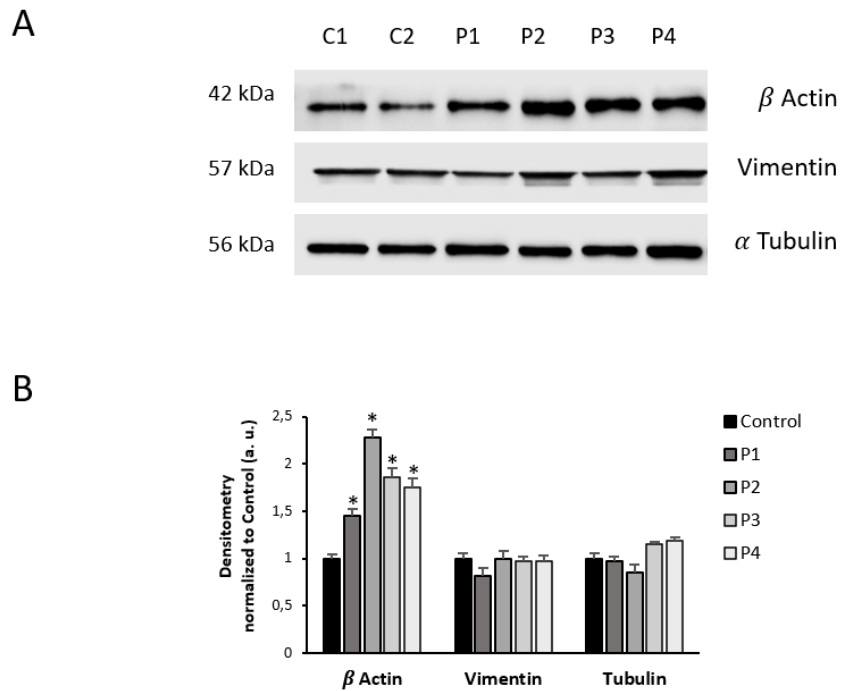 A
C1 C2 P1 P2 P3 P4
42 kDa β Actin
57 kDa Vimentin
56 kDa α Tubulin
B
Densitometry
normalized to Control (a. u.)
2,5
2
1,5
1
0,5
0
* * * *
β Actin Vimentin Tubulin
Control
P1
P2
P3
P4